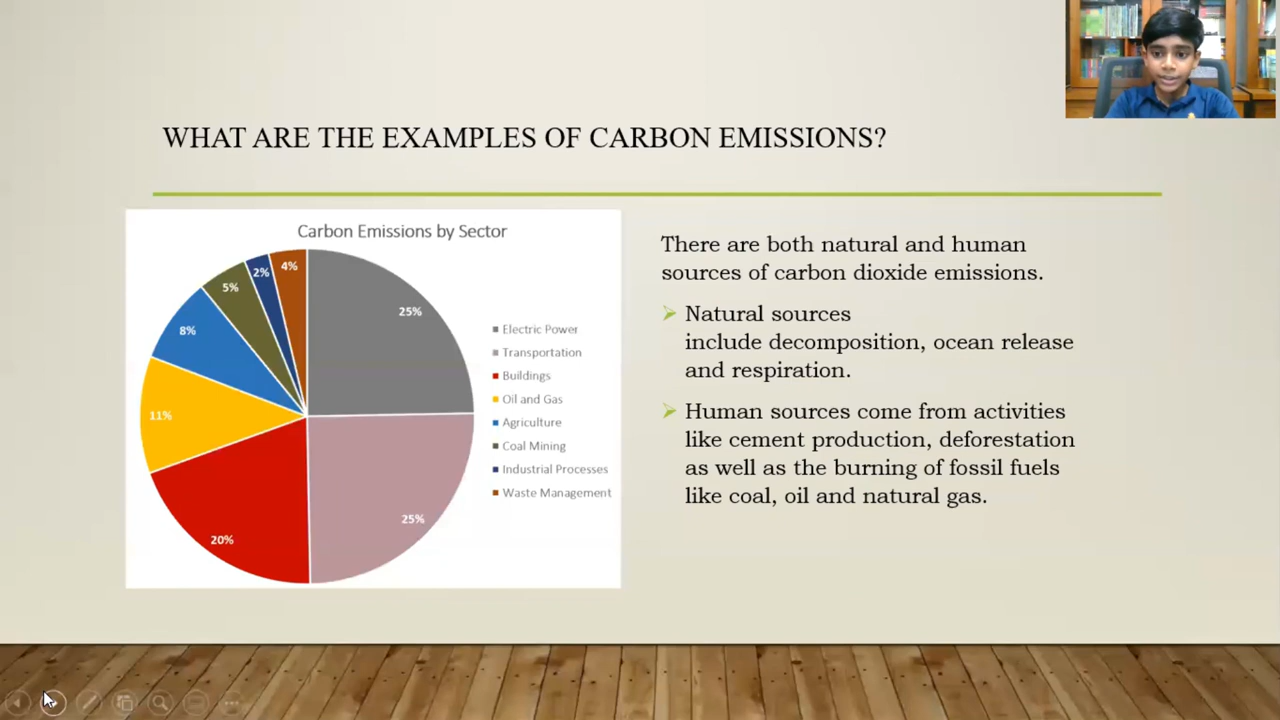 WHAT ARE THE EXAMPLES OF CARBON EMISSIONS?
Carbon Emissions by Sector
25%
25%
20%
11%
8%
5%
2%
4%
Electric Power
Transportation
Buildings
Oil and Gas
Agriculture
Coal Mining
Industrial Processes
Waste Management
There are both natural and human
sources of carbon dioxide emissions.
Natural sources
include decomposition, ocean release
and respiration.
Human sources come from activities
like cement production, deforestation
as well as the burning of fossil fuels
like coal, oil and natural gas.